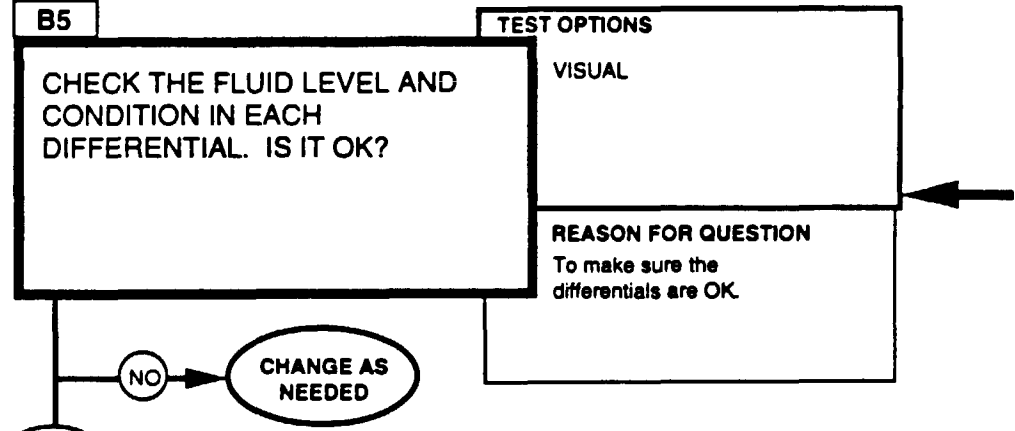 B5
CHECK THE FLUID LEVEL AND
CONDITION IN EACH
DIFFERENTIAL. IS IT OK?
TEST OPTIONS
VISUAL
REASON FOR QUESTION
To make sure the
differentials are OK.
NO
CHANGE AS
NEEDED